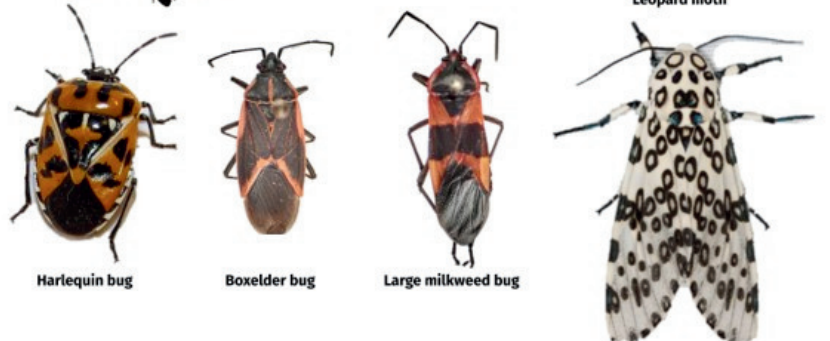 Leopard moth
Harlequin bug
Boxelder bug
Large milkweed bug